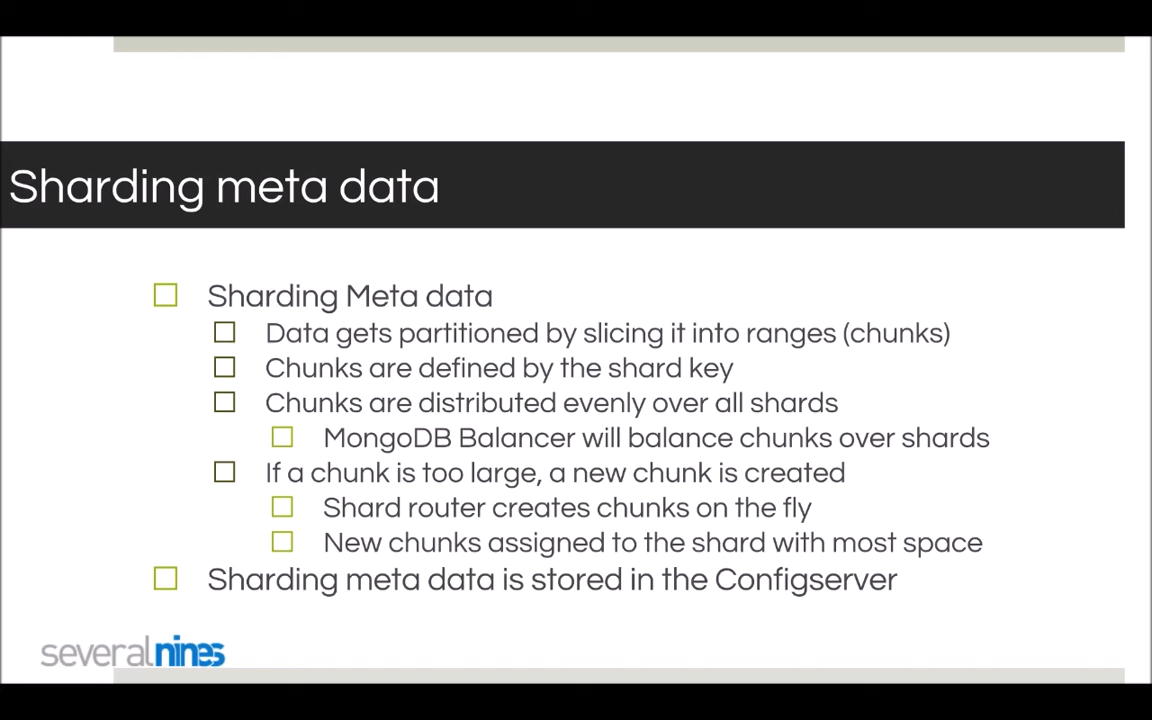 Sharding meta data
Sharding Meta data
Data gets partitioned by slicing it into ranges (chunks)
Chunks are defined by the shard key
Chunks are distributed evenly over all shards
MongoDB Balancer will balance chunks over shards
If a chunk is too large, a new chunk is created
Shard router creates chunks on the fly
New chunks assigned to the shard with most space
Sharding meta data is stored in the Configserver
severalnines